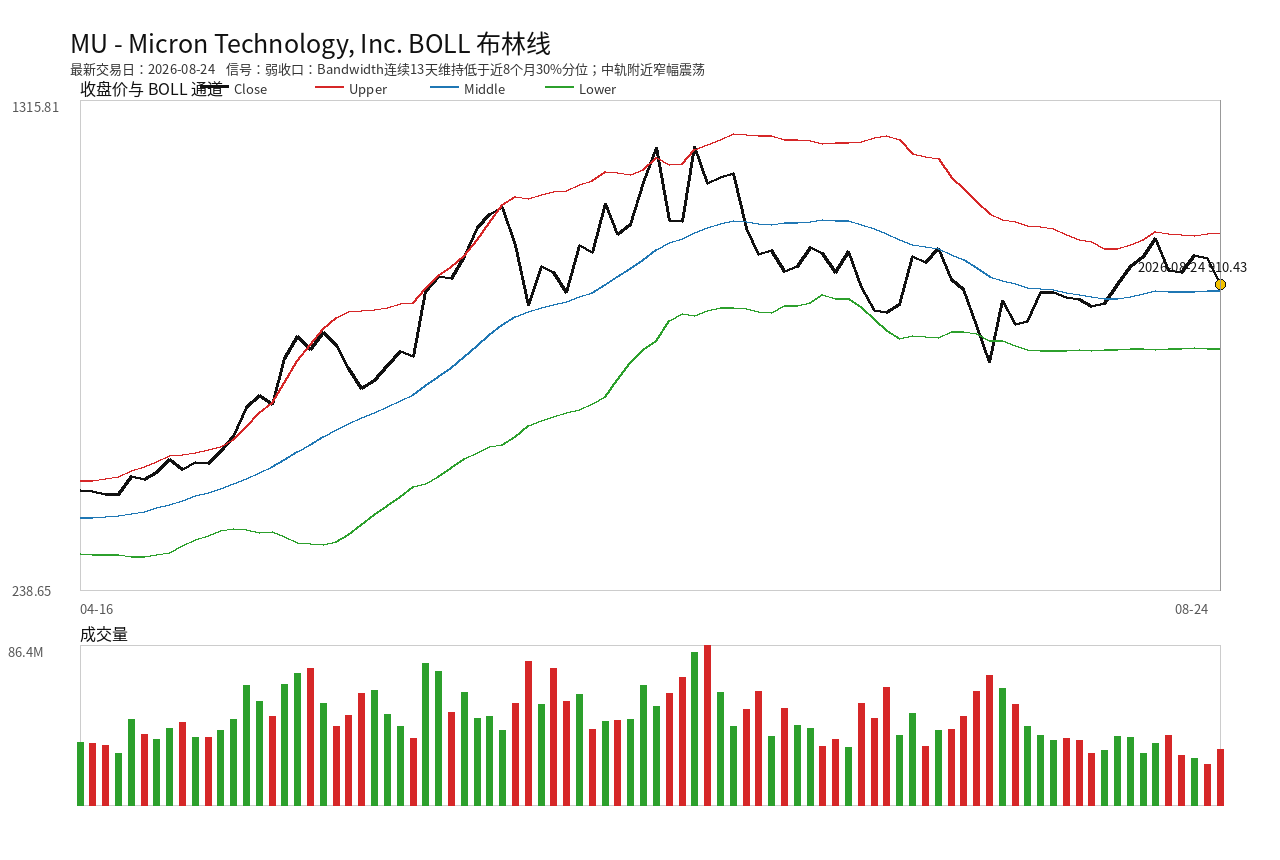 MU - Micron Technology, Inc. BOLL 布林线
最新交易日：2026-08-24 信号：弱收口：Bandwidth连续13天维持低于近8个月30%分位；中轨附近窄幅震荡
收盘价与 BOLL 通道 Close Upper Middle Lower
1315.81
2026-08-24 910.43
238.65
04-16 08-24
成交量
86.4M